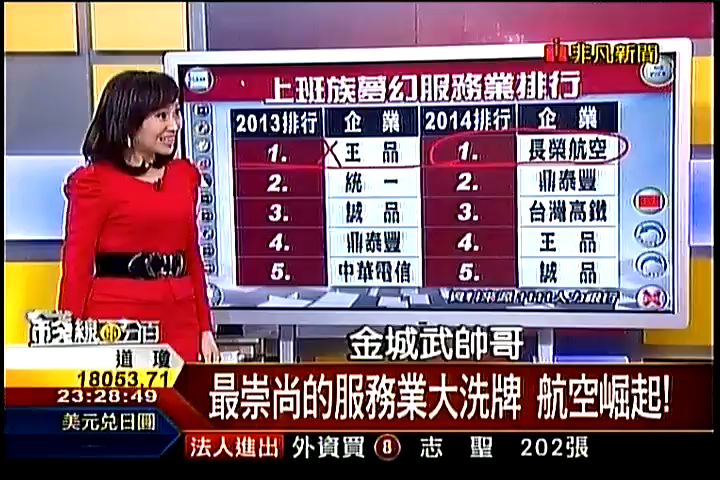 非凡新聞
上班族夢幻服務業排行
2013排行 企業 2014排行 企業
1. 王品 1. 長榮航空
2. 統一 2. 鼎泰豐
3. 誠品 3. 台灣高鐵
4. 鼎泰豐 4. 王品
5. 中華電信 5. 誠品
金城武帥哥
道瓊
18053.71
23:28:49
最崇尚的服務業大洗牌 航空崛起!
美元兌日圓
法人進出 外資買 8 志聖 202張